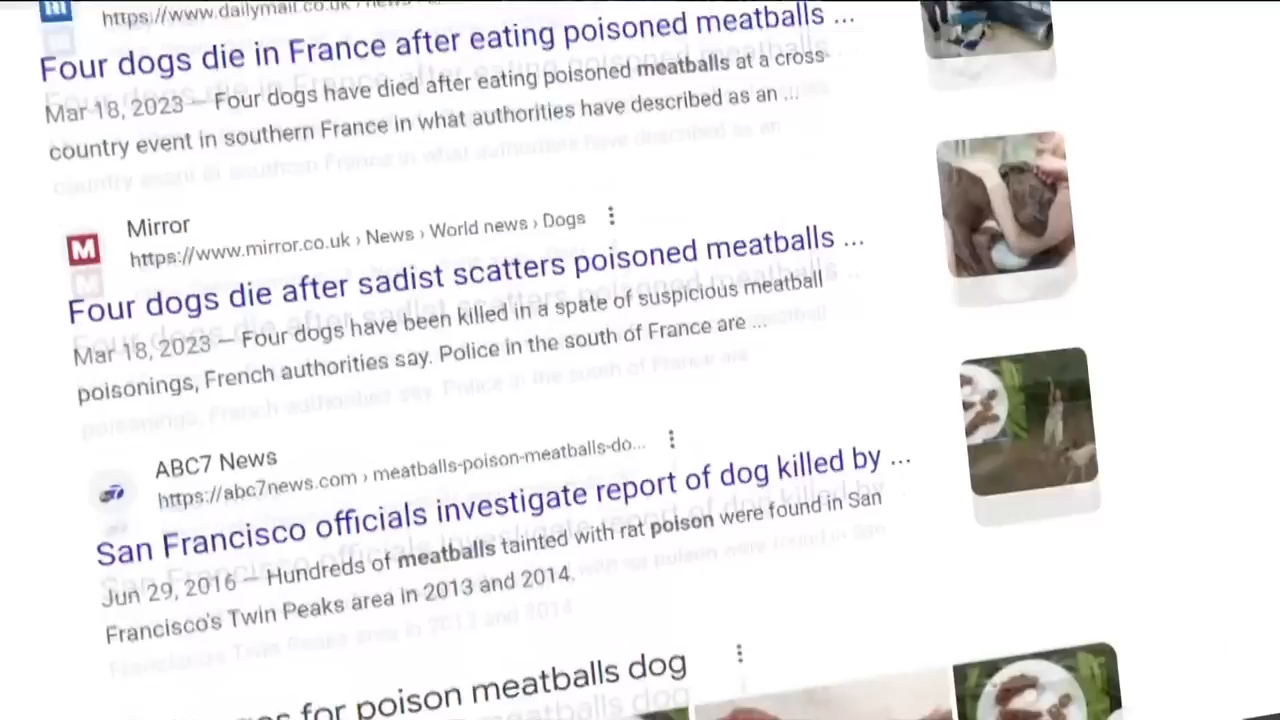 https://www.dailymail.co.uk › news
Four dogs die in France after eating poisoned meatballs ...
Mar 18, 2023 — Four dogs have died after eating poisoned meatballs at a cross-
country event in southern France in what authorities have described as an ...
Mirror
https://www.mirror.co.uk › News › World news › Dogs
M
Four dogs die after sadist scatters poisoned meatballs ...
Mar 18, 2023 — Four dogs have been killed in a spate of suspicious meatball
poisonings, French authorities say. Police in the south of France are ...
ABC7 News
https://abc7news.com › meatballs-poison-meatballs-do...
San Francisco officials investigate report of dog killed by ...
Jun 29, 2016 — Hundreds of meatballs tainted with rat poison were found in San
Francisco's Twin Peaks area in 2013 and 2014.
for poison meatballs dog